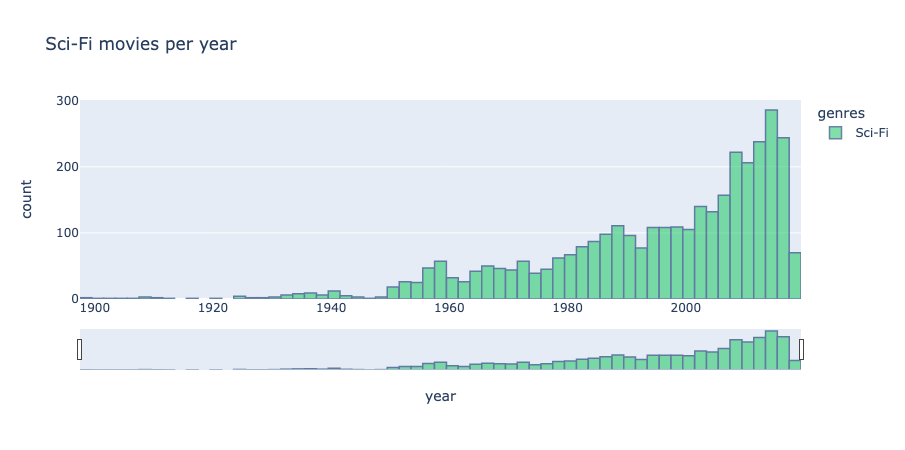 Sci-Fi movies per year
300
200
100
0
count
1900 1920 1940 1960 1980 2000
year
genres
Sci-Fi